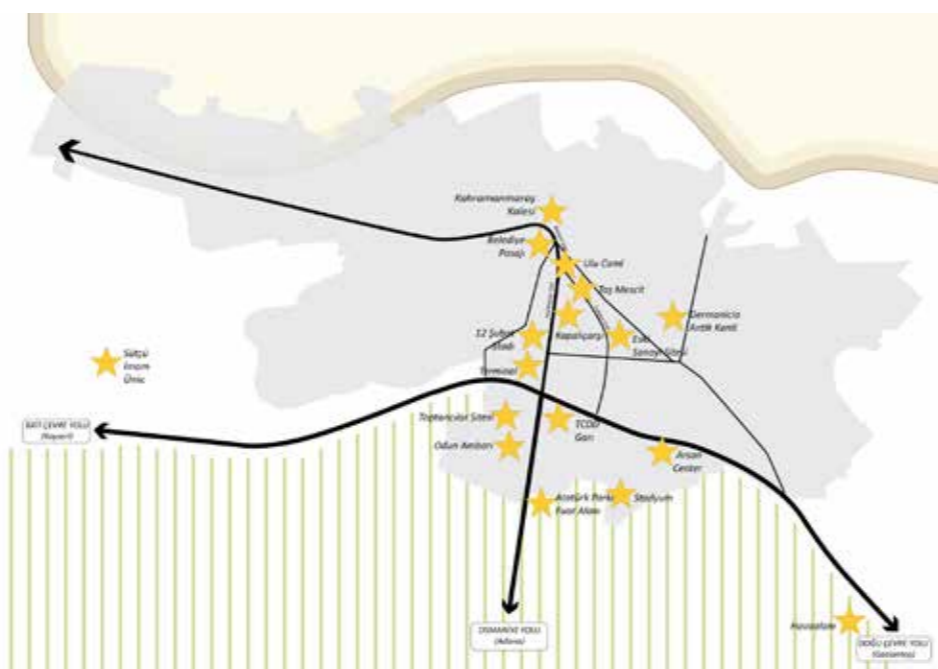 Kahramanmaraş
Kalesi
Belediye
Pasajı
Ulu Cami
Taş Mescit
Germanicia
Antik Kenti
12 Şubat
Stadı
Kapalıçarşı
Eski
Sanayi Sitesi
Sütçü
İmam
Üniv.
Terminal
Toptancılar Sitesi
TCDD
Garı
BATI ÇEVRE YOLU
(Kayseri)
Odun Ambarı
Arsan
Center
Atatürk Parkı
Fuar Alanı
Stadyum
Havaalanı
OSMANİYE YOLU
(Adana)
DOĞU ÇEVRE YOLU
(Gaziantep)